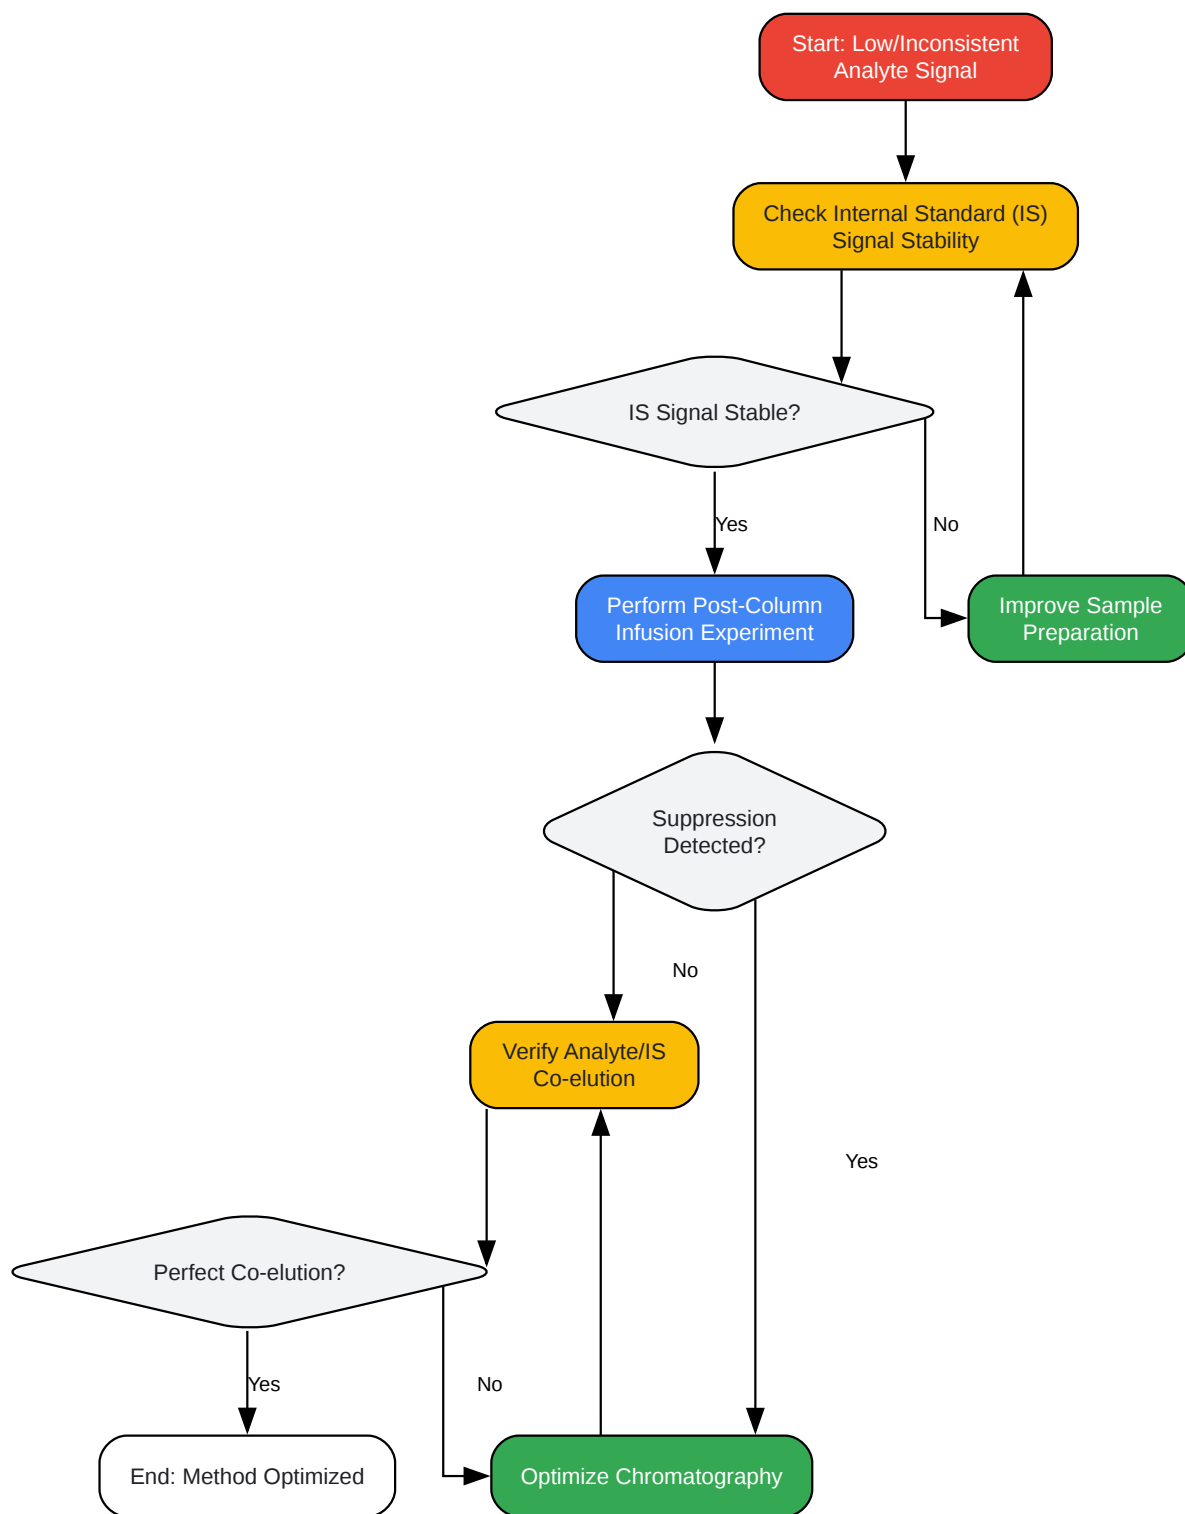 Start: Low/Inconsistent
Analyte Signal
Check Internal Standard (IS)
Signal Stability
IS Signal Stable?
Yes
No
Perform Post-Column
Infusion Experiment
Improve Sample
Preparation
Suppression
Detected?
No
Verify Analyte/IS
Co-elution
Yes
Perfect Co-elution?
Yes
No
End: Method Optimized
Optimize Chromatography